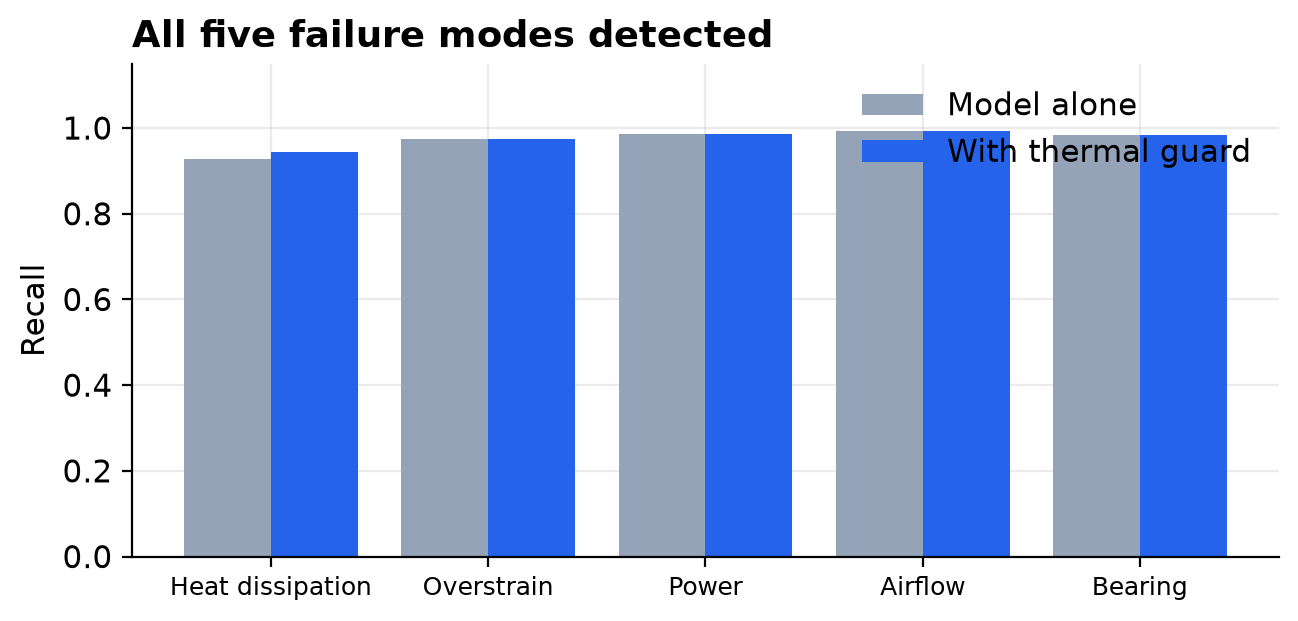 All five failure modes detected
Model alone
With thermal guard
Recall
1.0
0.8
0.6
0.4
0.2
0.0
Heat dissipation
Overstrain
Power
Airflow
Bearing